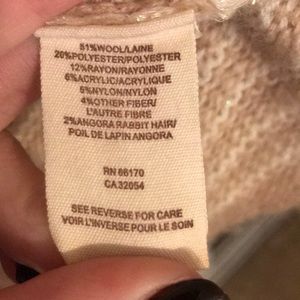 51%WOOL/LAINE
20%POLYESTER/POLYESTER
12%RAYON/RAYONNE
6%ACRYLIC/ACRYLIQUE
5%NYLON/NYLON
4%OTHER FIBER/
L'AUTRE FIBRE
2%ANGORA RABBIT HAIR/
POIL DE LAPIN ANGORA
RN 66170
CA 32054
SEE REVERSE FOR CARE
VOIR L'INVERSE POUR LE SOIN